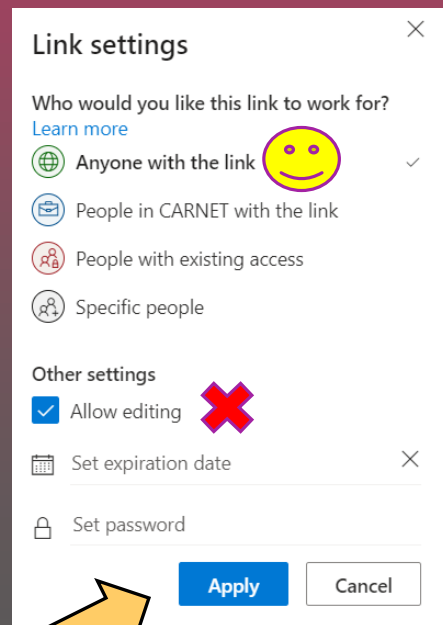 Link settings
Who would you like this link to work for?
Learn more
Anyone with the link
People in CARNET with the link
People with existing access
Specific people
Other settings
Allow editing
Set expiration date
Set password
Apply
Cancel